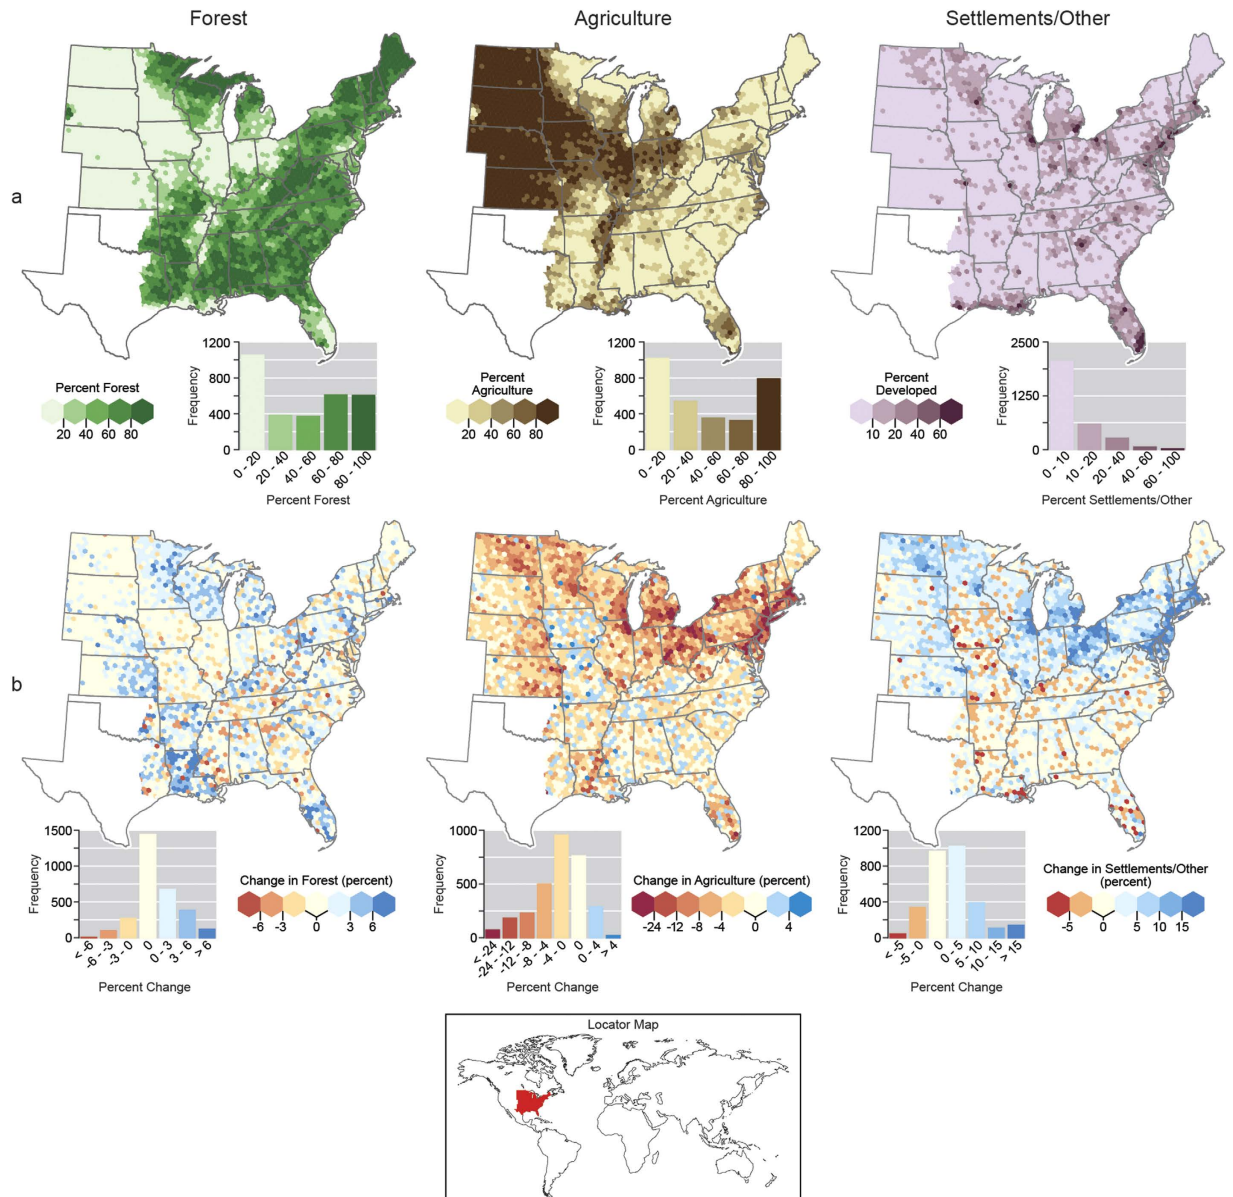 Forest
Agriculture
Settlements/Other
a
Percent Forest
20 40 60 80
Frequency
1200
800
400
0
0 - 20
20 - 40
40 - 60
60 - 80
80 - 100
Percent Forest
Percent
Agriculture
20 40 60 80
Frequency
1200
800
400
0
0 - 20
20 - 40
40 - 60
60 - 80
80 - 100
Percent Agriculture
Percent
Developed
10 20 40 60
Frequency
2500
1250
0
0 - 10
10 - 20
20 - 40
40 - 60
60 - 100
Percent Settlements/Other
b
Frequency
1500
1000
500
0
< -6
-6 - -3
-3 - 0
0
0 - 3
3 - 6
> 6
Percent Change
Change in Forest (percent)
-6 -3 0 3 6
Frequency
1000
500
0
< -24
-24 - -12
-12 - -8
-8 - -4
-4 - 0
0
0 - 4
> 4
Percent Change
Change in Agriculture (percent)
-24 -12 -8 -4 0 4
Frequency
1200
800
400
0
< -5
-5 - 0
0
0 - 5
5 - 10
10 - 15
> 15
Percent Change
Change in Settlements/Other
(percent)
-5 0 5 10 15
Locator Map